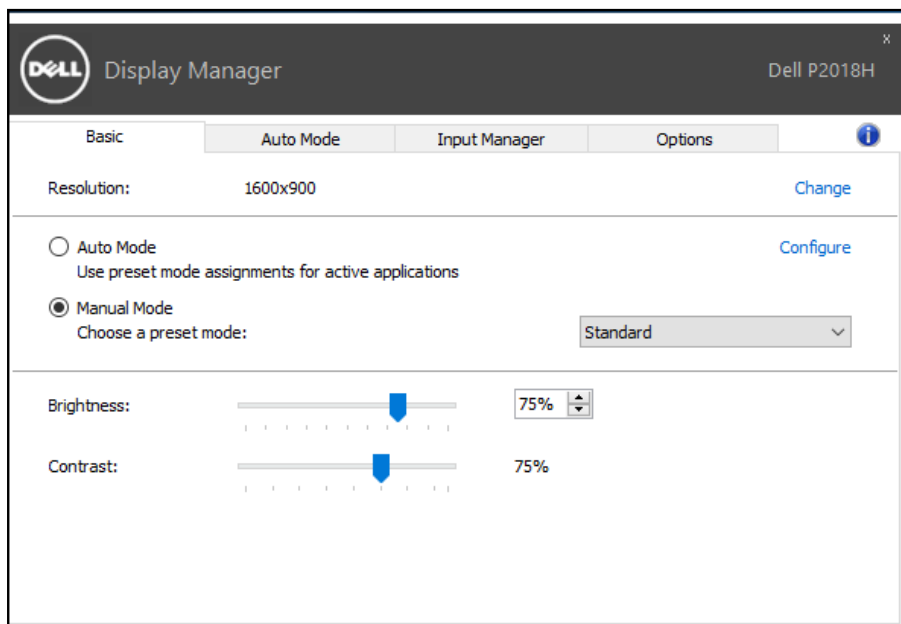 DELL Display Manager Dell P2018H
x
Basic Auto Mode Input Manager Options i
Resolution: 1600x900 Change
Auto Mode Configure
Use preset mode assignments for active applications
Manual Mode
Choose a preset mode: Standard
Brightness: 75%
Contrast: 75%